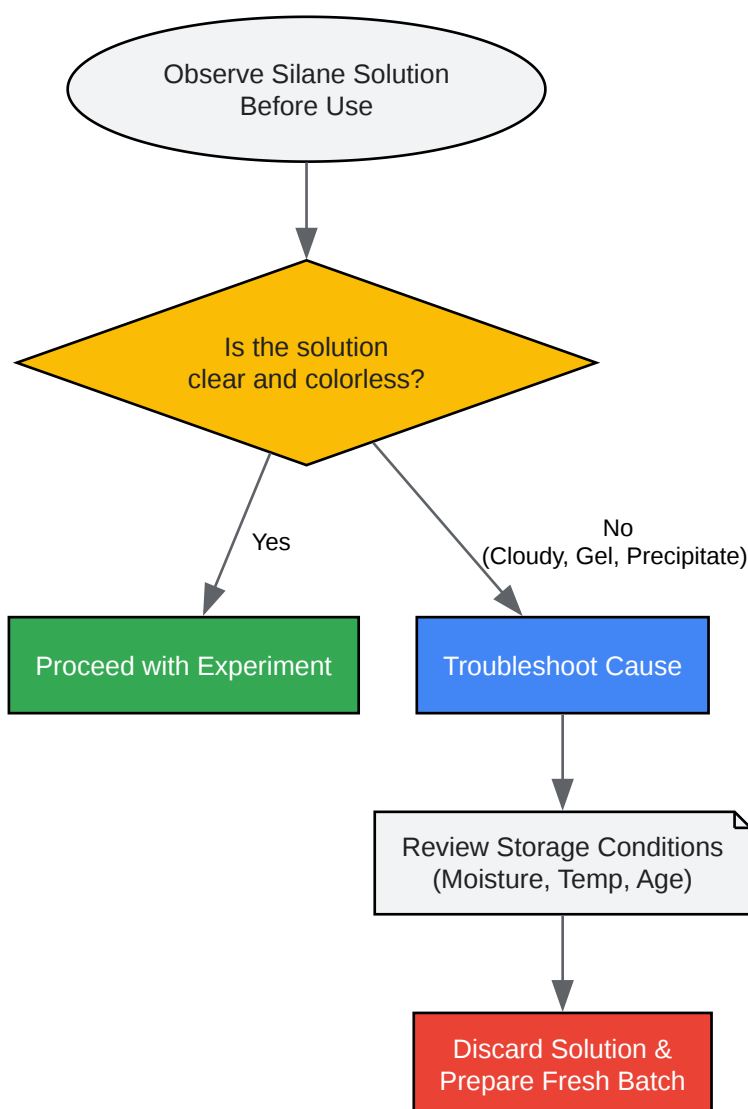 Observe Silane Solution
Before Use
Is the solution
clear and colorless?
Yes
No
(Cloudy, Gel, Precipitate)
Proceed with Experiment
Troubleshoot Cause
Review Storage Conditions
(Moisture, Temp, Age)
Discard Solution &
Prepare Fresh Batch